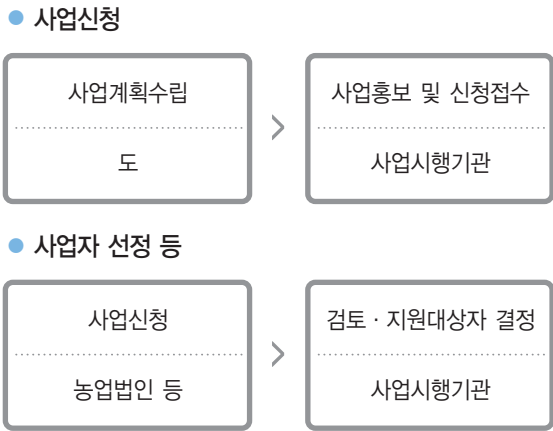 사업신청
사업계획수립 사업홍보 및 신청접수
도 사업시행기관
사업자 선정 등
사업신청 검토 · 지원대상자 결정
농업법인 등 사업시행기관